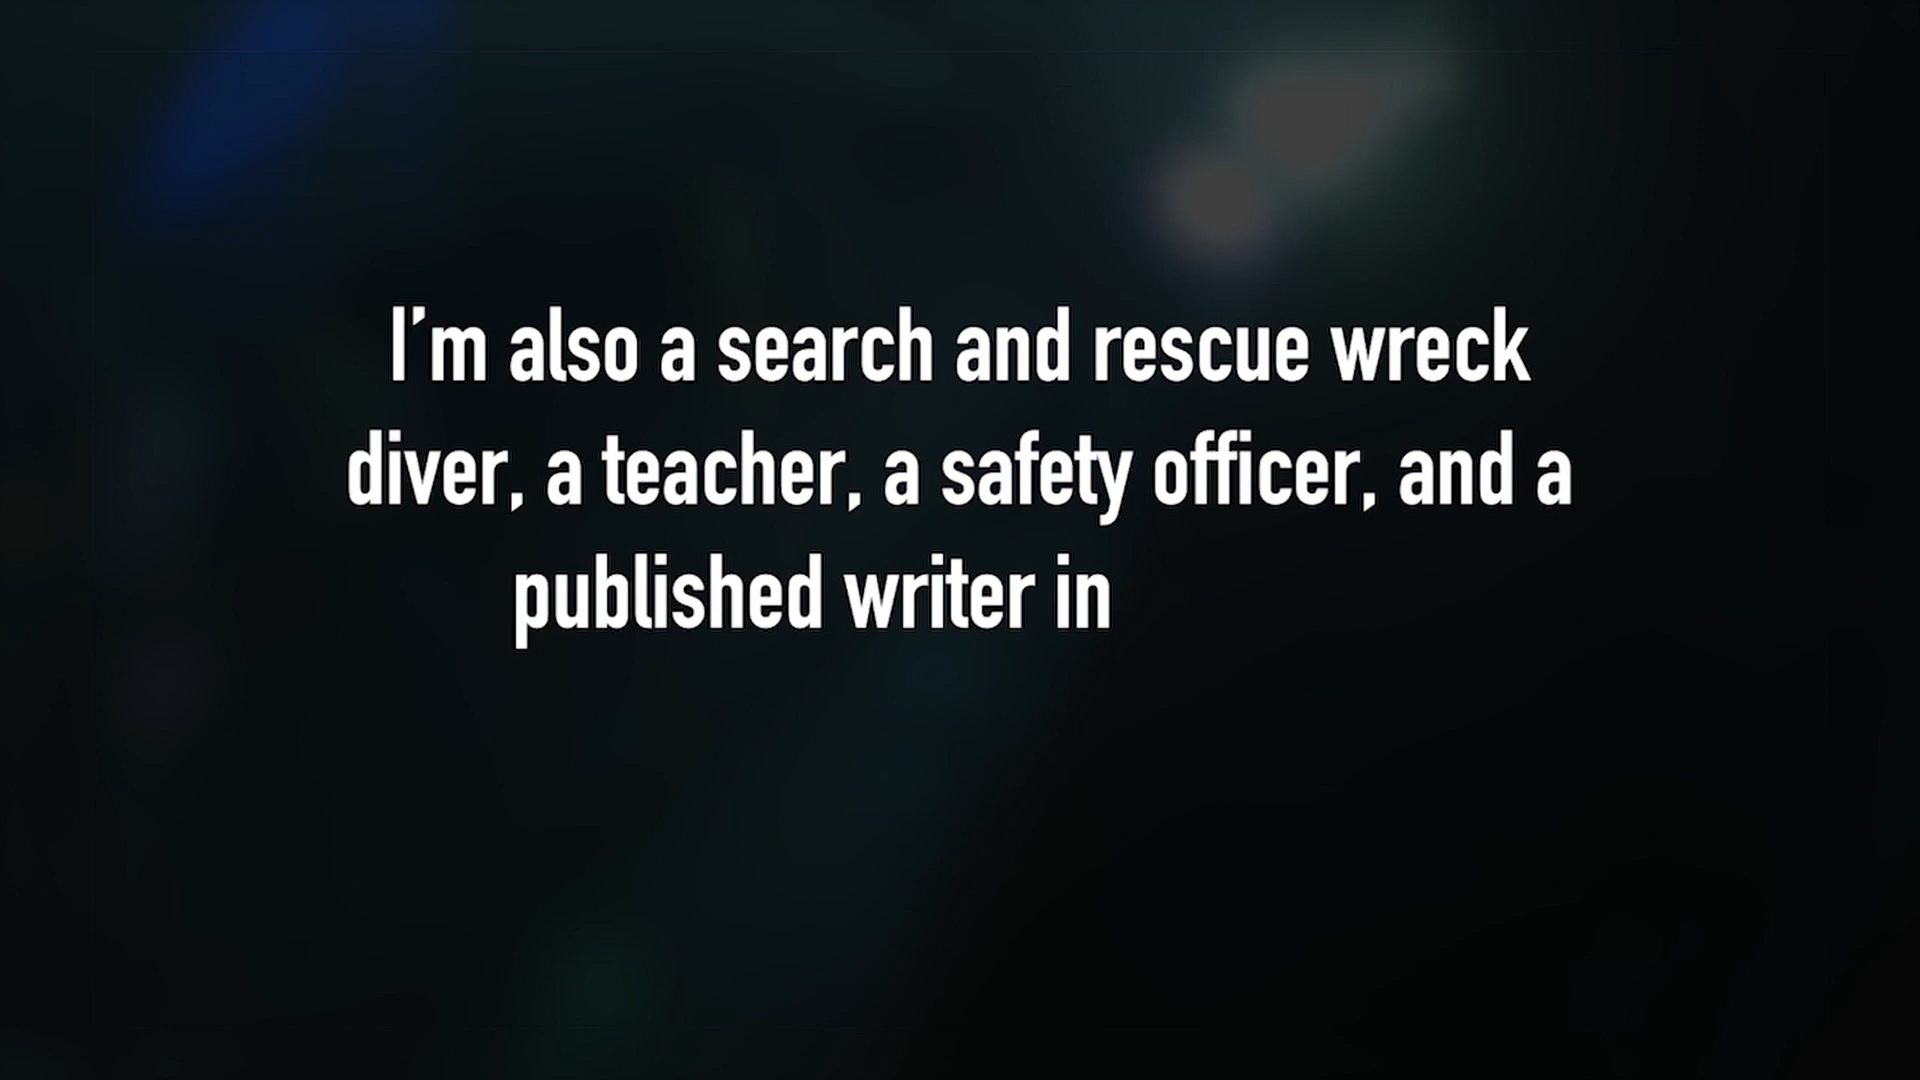 I'm also a search and rescue wreck
diver, a teacher, a safety officer, and a
published writer in